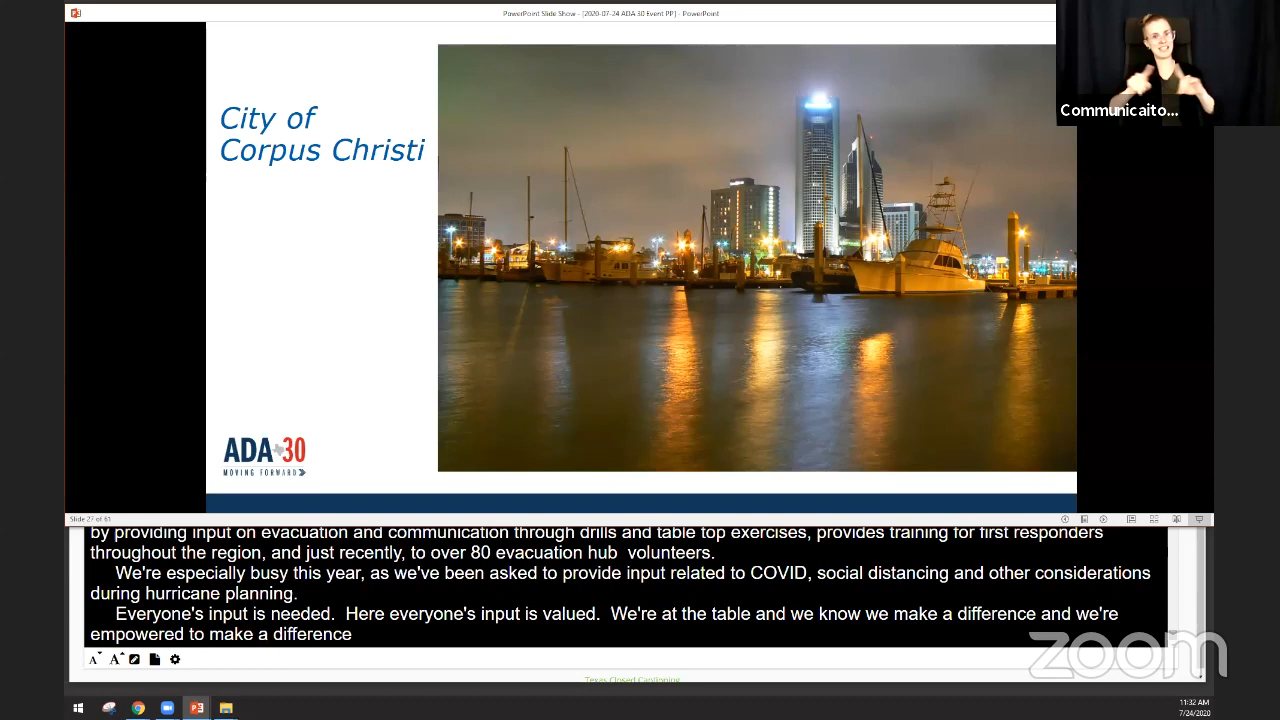 PowerPoint Slide Show - [2020-07-24 ADA 30 Event PP] - PowerPoint
City of
Corpus Christi
Communicaito...
ADA 30
MOVING FORWARD
Slide 27 of 61
by providing input on evacuation and communication through drills and table top exercises, provides training for first responders
throughout the region, and just recently, to over 80 evacuation hub volunteers.
We're especially busy this year, as we've been asked to provide input related to COVID, social distancing and other considerations
during hurricane planning.
Everyone's input is needed. Here everyone's input is valued. We're at the table and we know we make a difference and we're
empowered to make a difference
zoom
A A
Texas Closed Captioning
11:32 AM
7/24/2020